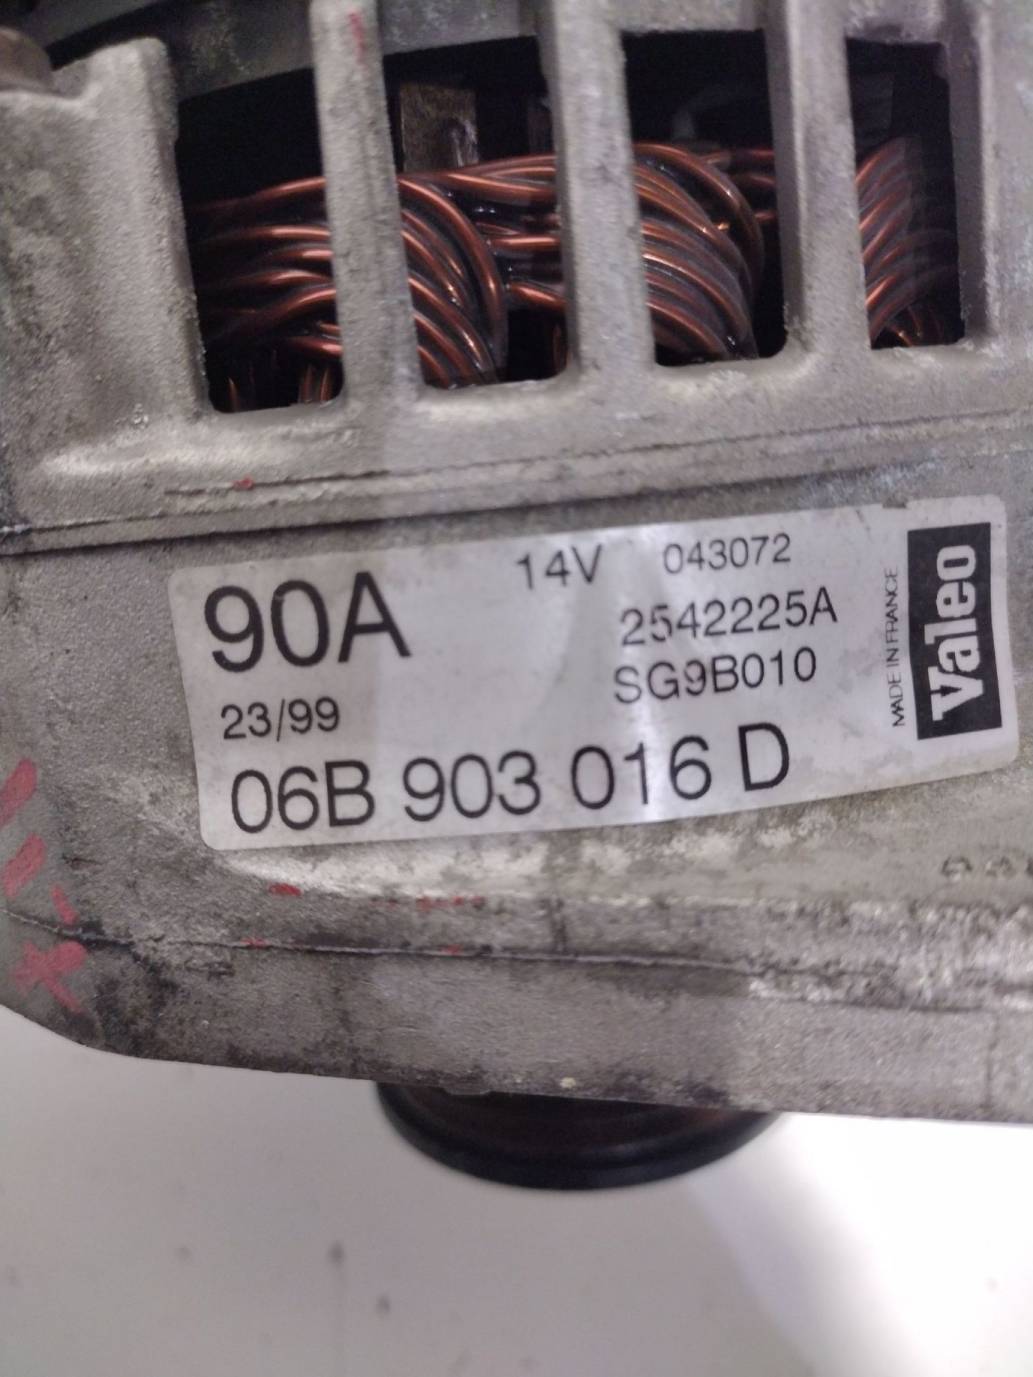 90A
14V 043072
2542225A
SG9B010
23/99
06B 903 016 D
MADE IN FRANCE
Valeo